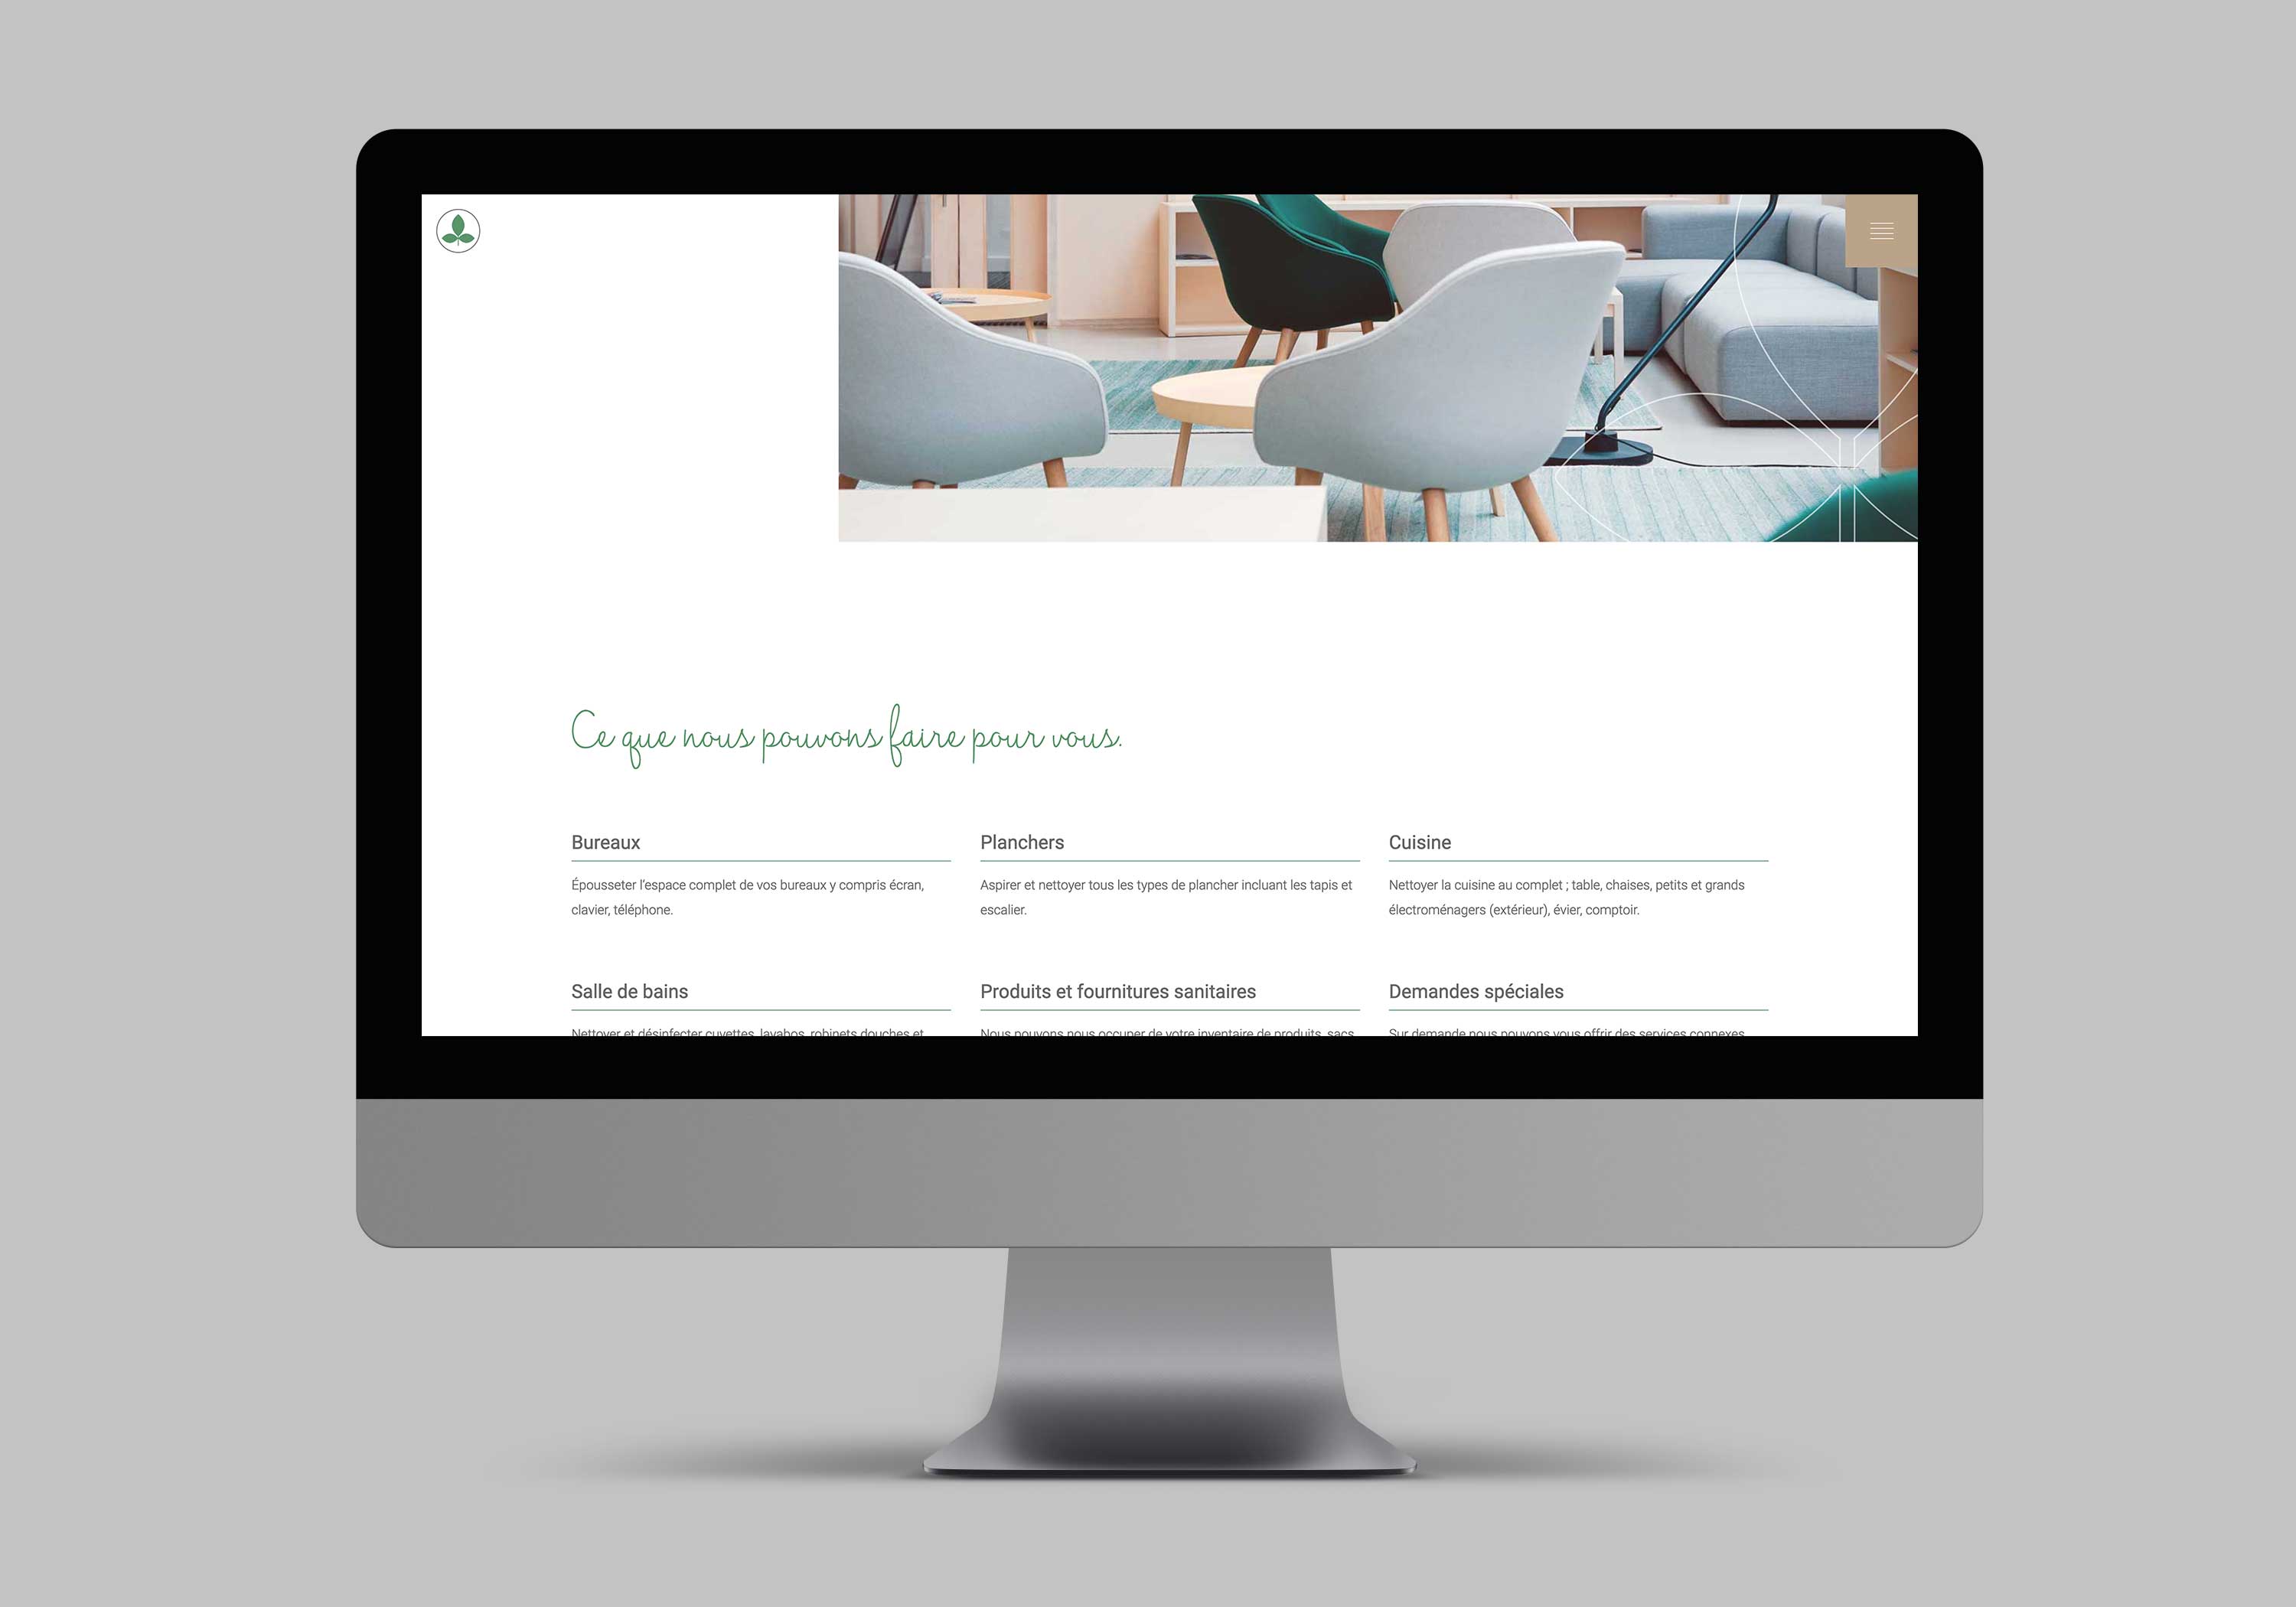 Ce que nous pouvons faire pour vous.
Bureaux
Épousseter l'espace complet de vos bureaux y compris écran,
clavier, téléphone.
Planchers
Aspirer et nettoyer tous les types de plancher incluant les tapis et
escalier.
Cuisine
Nettoyer la cuisine au complet ; table, chaises, petits et grands
électroménagers (extérieur), évier, comptoir.
Salle de bains
Nettoyer et désinfecter cuvettes, lavabos, robinets douches et
Produits et fournitures sanitaires
Nous pouvons nous occuper de votre inventaire de produits, sacs
Demandes spéciales
Sur demande nous pouvons vous offrir des services connexes